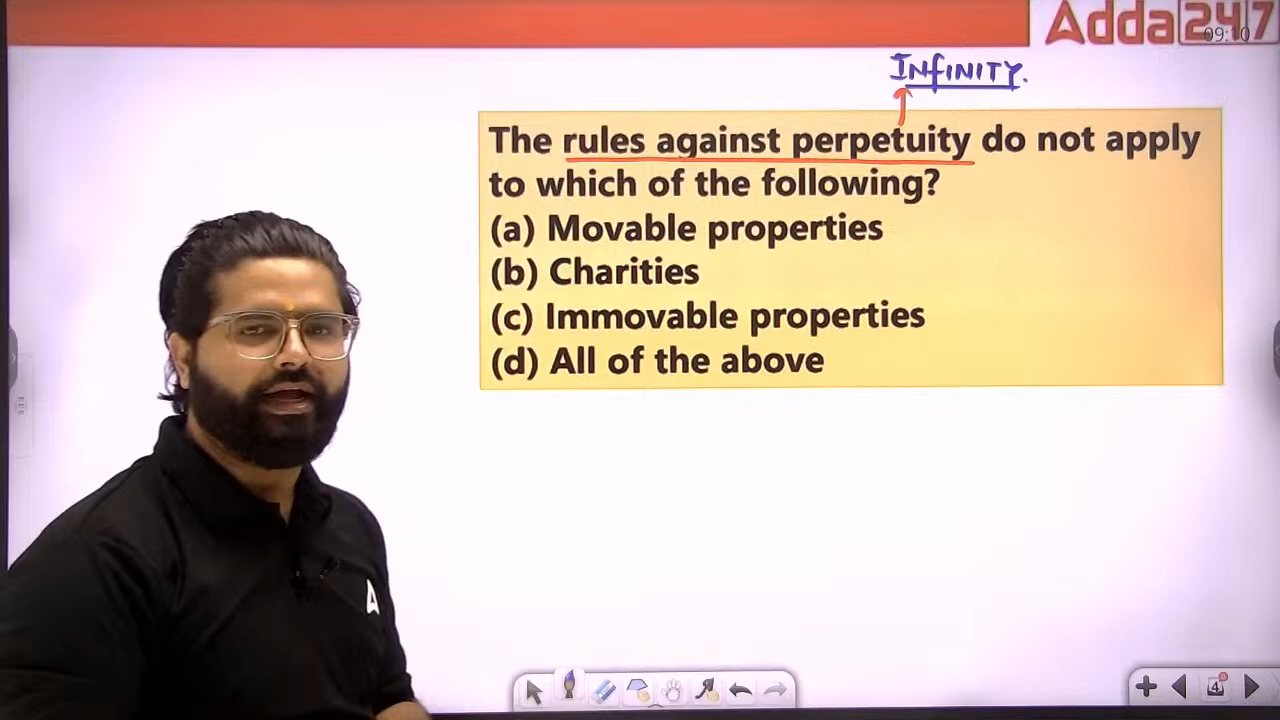 Adda247
09:10
INfINITY.
The rules against perpetuity do not apply
to which of the following?
(a) Movable properties
(b) Charities
(c) Immovable properties
(d) All of the above